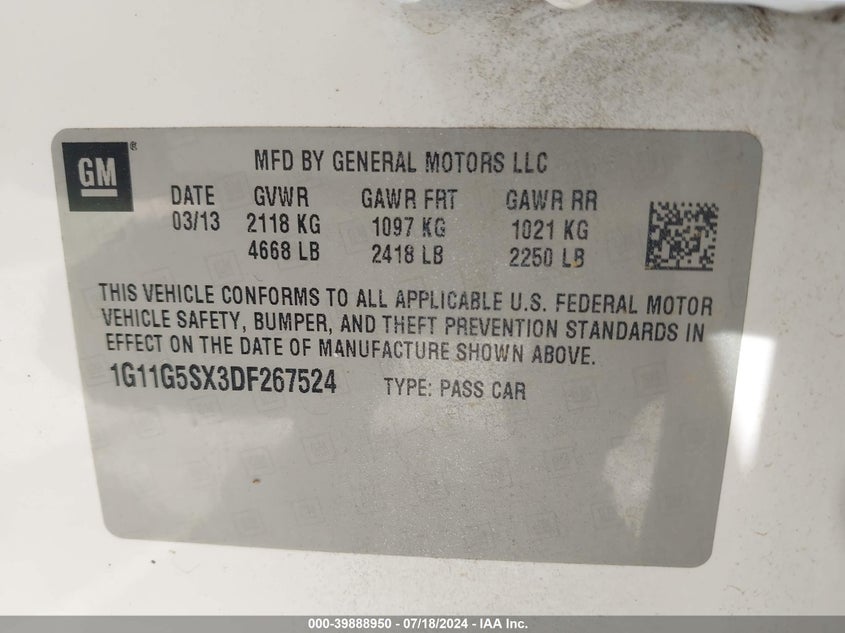 GM®
MFD BY GENERAL MOTORS LLC
DATE GVWR GAWR FRT GAWR RR
03/13 2118 KG 1097 KG 1021 KG
4668 LB 2418 LB 2250 LB
THIS VEHICLE CONFORMS TO ALL APPLICABLE U.S. FEDERAL MOTOR
VEHICLE SAFETY, BUMPER, AND THEFT PREVENTION STANDARDS IN
EFFECT ON THE DATE OF MANUFACTURE SHOWN ABOVE.
1G11G5SX3DF267524 TYPE: PASS CAR
000-39888950 - 07/18/2024 - IAA Inc.